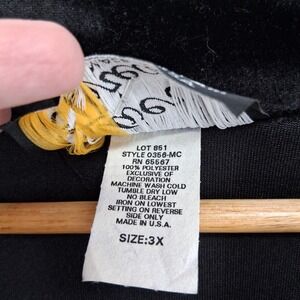 LOT 851
STYLE 0356-MC
RN 65567
100% POLYESTER
EXCLUSIVE OF
DECORATION
MACHINE WASH COLD
TUMBLE DRY LOW
NO BLEACH
IRON ON LOWEST
SETTING ON REVERSE
SIDE ONLY
MADE IN U.S.A.
SIZE:3X